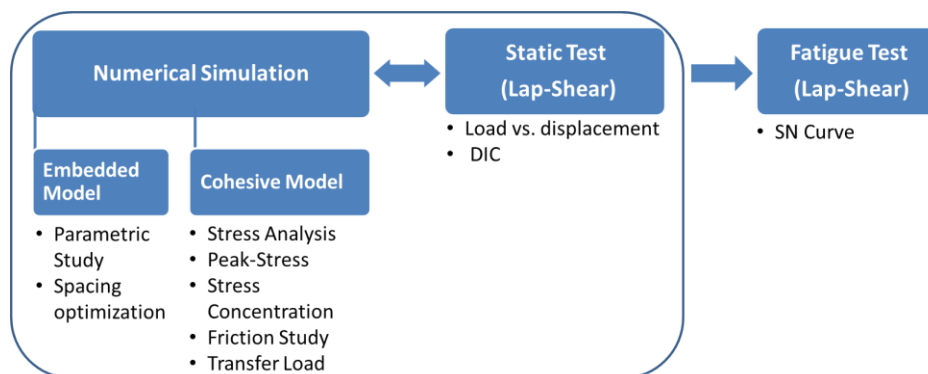 Numerical Simulation
Static Test
(Lap-Shear)
Fatigue Test
(Lap-Shear)
• Load vs. displacement
• DIC
• SN Curve
Embedded
Model
• Parametric
Study
• Spacing
optimization
Cohesive Model
• Stress Analysis
• Peak-Stress
• Stress
Concentration
• Friction Study
• Transfer Load